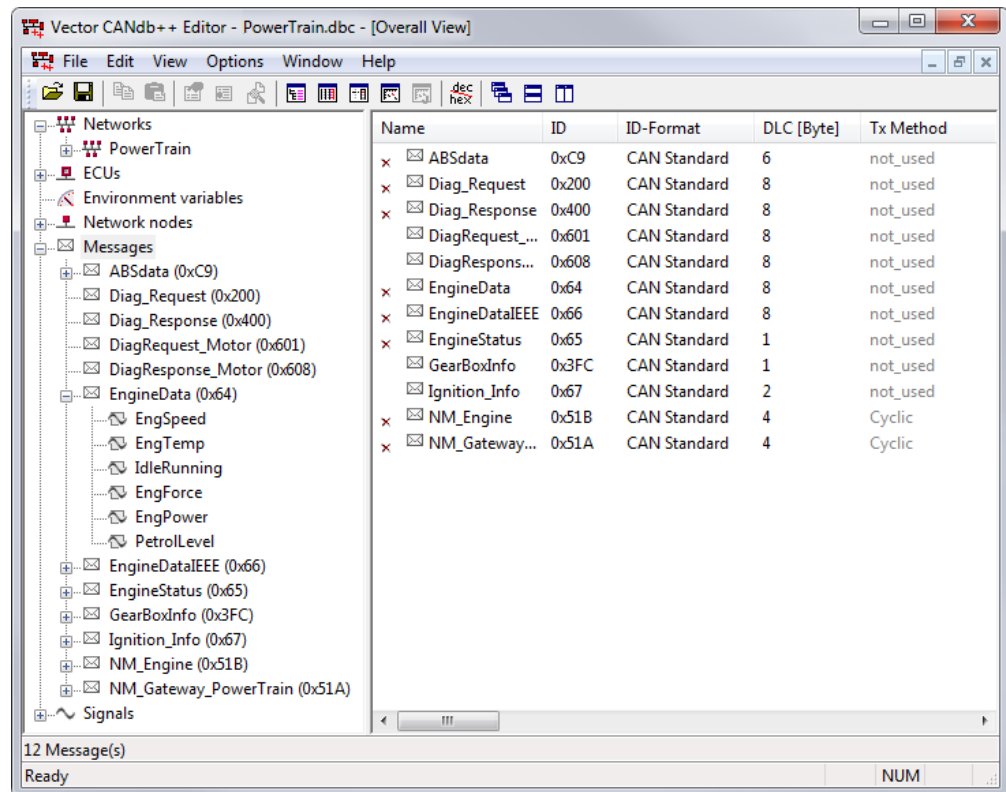 Vector CANdb++ Editor - PowerTrain.dbc - [Overall View]
File Edit View Options Window Help
dec
hex
Networks
PowerTrain
ECUs
Environment variables
Network nodes
Messages
ABSdata (0xC9)
Diag_Request (0x200)
Diag_Response (0x400)
DiagRequest_Motor (0x601)
DiagResponse_Motor (0x608)
EngineData (0x64)
EngSpeed
EngTemp
IdleRunning
EngForce
EngPower
PetrolLevel
EngineDataIEEE (0x66)
EngineStatus (0x65)
GearBoxInfo (0x3FC)
Ignition_Info (0x67)
NM_Engine (0x51B)
NM_Gateway_PowerTrain (0x51A)
Signals
Name ID ID-Format DLC [Byte] Tx Method
ABSdata 0xC9 CAN Standard 6 not_used
Diag_Request 0x200 CAN Standard 8 not_used
Diag_Response 0x400 CAN Standard 8 not_used
DiagRequest_... 0x601 CAN Standard 8 not_used
DiagRespons... 0x608 CAN Standard 8 not_used
EngineData 0x64 CAN Standard 8 not_used
EngineDataIEEE 0x66 CAN Standard 8 not_used
EngineStatus 0x65 CAN Standard 1 not_used
GearBoxInfo 0x3FC CAN Standard 1 not_used
Ignition_Info 0x67 CAN Standard 2 not_used
NM_Engine 0x51B CAN Standard 4 Cyclic
NM_Gateway... 0x51A CAN Standard 4 Cyclic
12 Message(s)
Ready NUM